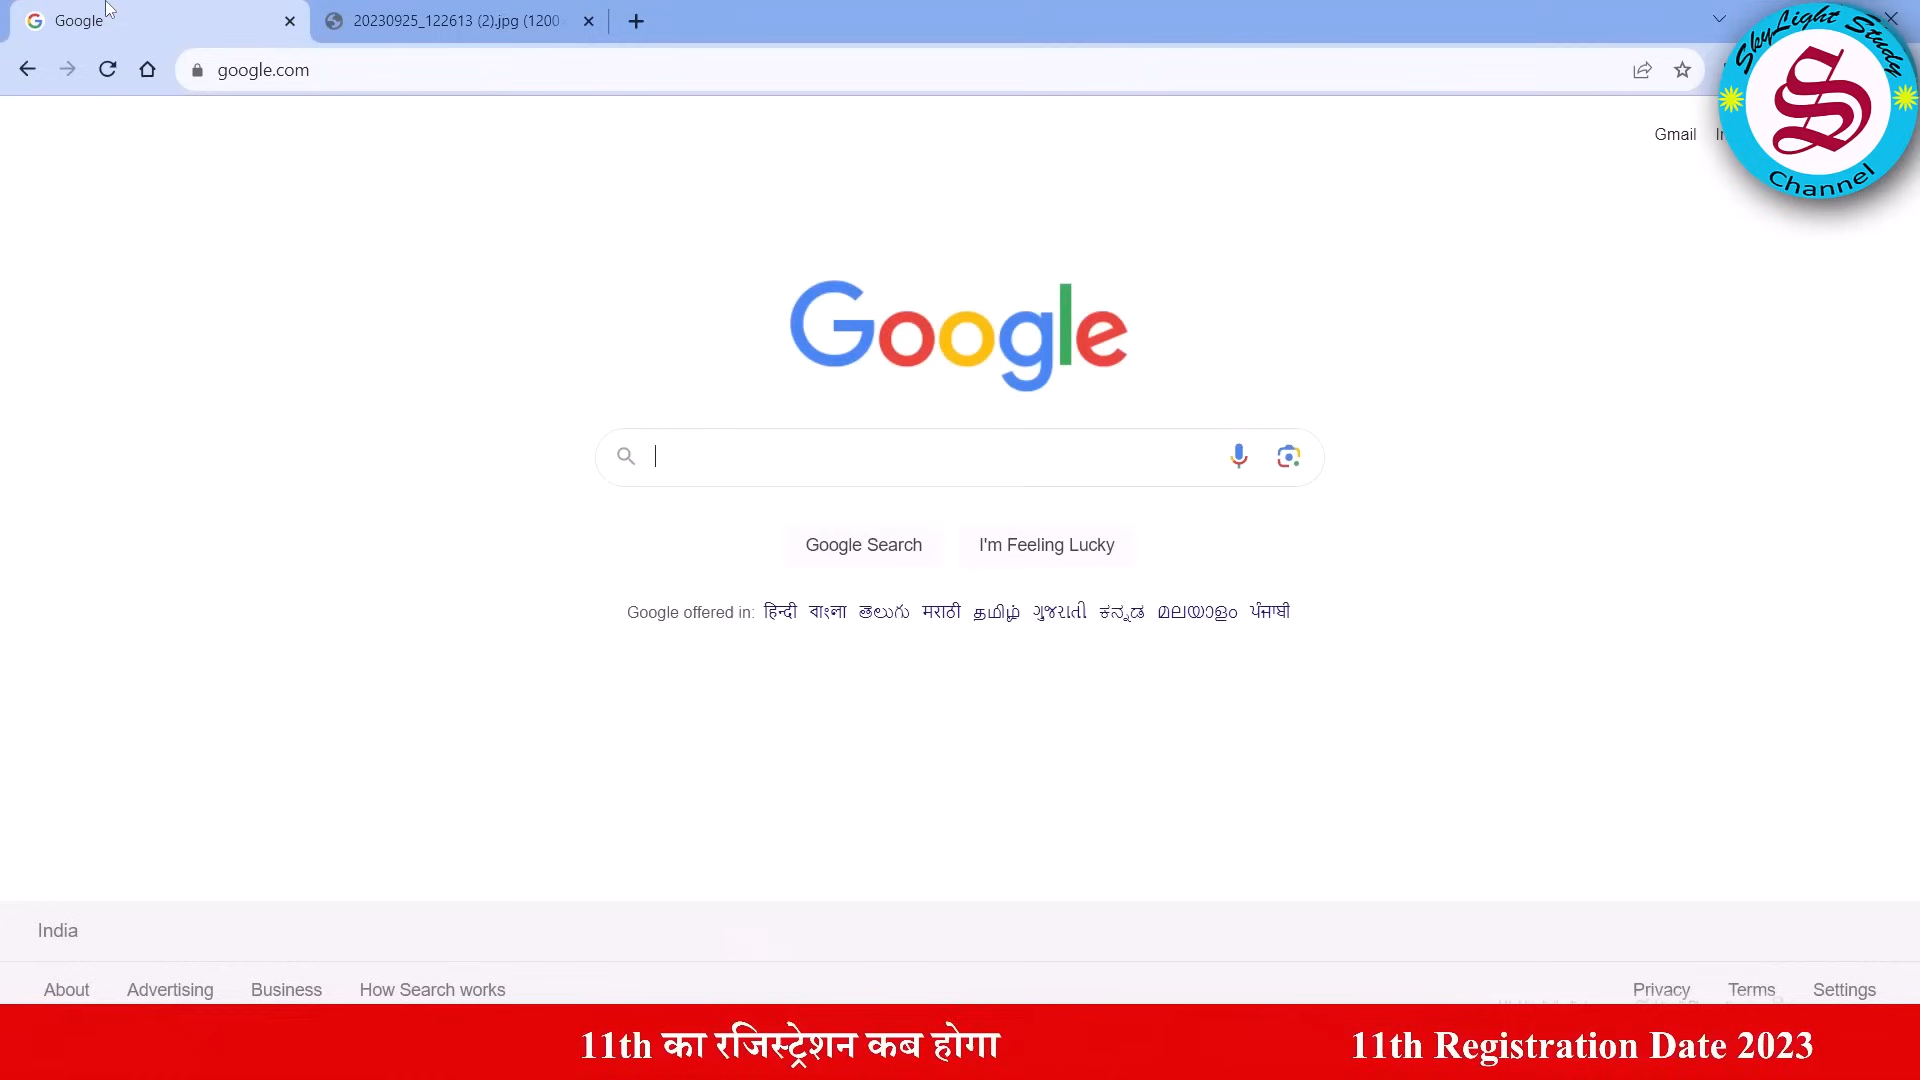 Google
20230925_122613 (2).jpg (1200
google.com
SkyLight Study
S
Channel
Gmail
Google
Google Search
I'm Feeling Lucky
Google offered in: हिन्दी বাংলা తెలుగు मराठी தமிழ் ગુજરાતી ಕನ್ನಡ മലയാളം ਪੰਜਾਬੀ
India
About
Advertising
Business
How Search works
Privacy
Terms
Settings
11th का रजिस्ट्रेशन कब होगा
11th Registration Date 2023